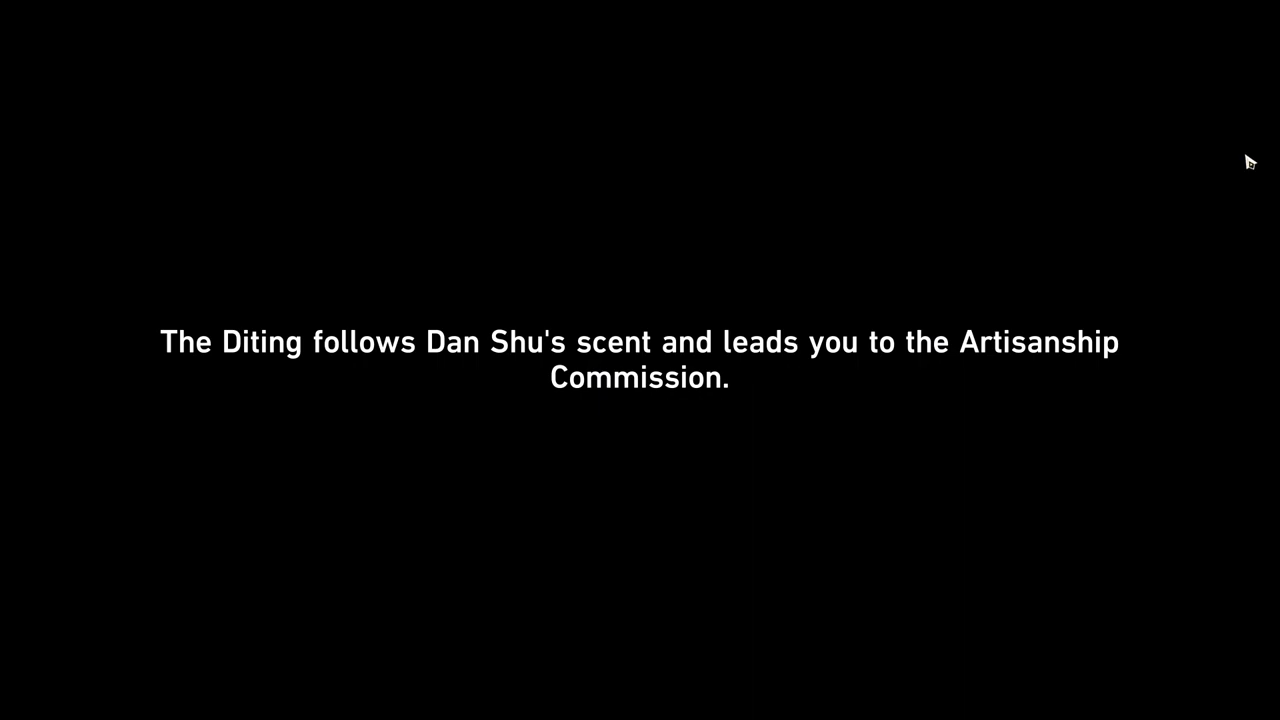 The Diting follows Dan Shu's scent and leads you to the Artisanship
Commission.